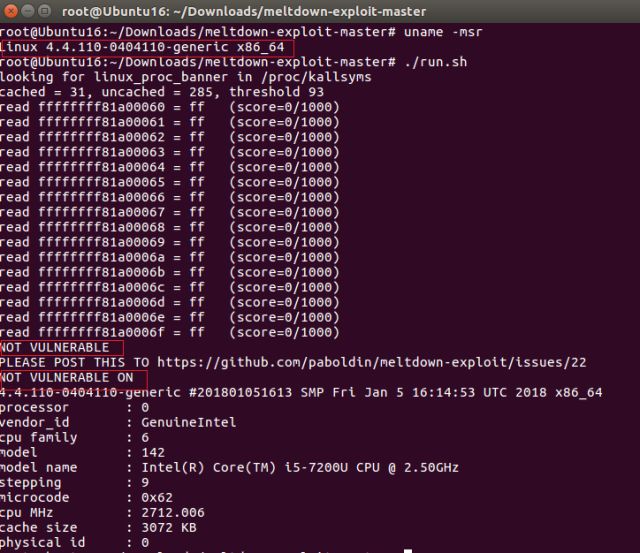 root@Ubuntu16: ~/Downloads/meltdown-exploit-master
root@Ubuntu16:~/Downloads/meltdown-exploit-master# uname -msr
Linux 4.4.110-0404110-generic x86_64
root@Ubuntu16:~/Downloads/meltdown-exploit-master# ./run.sh
looking for linux_proc_banner in /proc/kallsyms
cached = 31, uncached = 285, threshold 93
read ffffffff81a00060 = ff   (score=0/1000)
read ffffffff81a00061 = ff   (score=0/1000)
read ffffffff81a00062 = ff   (score=0/1000)
read ffffffff81a00063 = ff   (score=0/1000)
read ffffffff81a00064 = ff   (score=0/1000)
read ffffffff81a00065 = ff   (score=0/1000)
read ffffffff81a00066 = ff   (score=0/1000)
read ffffffff81a00067 = ff   (score=0/1000)
read ffffffff81a00068 = ff   (score=0/1000)
read ffffffff81a00069 = ff   (score=0/1000)
read ffffffff81a0006a = ff   (score=0/1000)
read ffffffff81a0006b = ff   (score=0/1000)
read ffffffff81a0006c = ff   (score=0/1000)
read ffffffff81a0006d = ff   (score=0/1000)
read ffffffff81a0006e = ff   (score=0/1000)
read ffffffff81a0006f = ff   (score=0/1000)
NOT VULNERABLE
PLEASE POST THIS TO https://github.com/paboldin/meltdown-exploit/issues/22
NOT VULNERABLE ON
4.4.110-0404110-generic #201801051613 SMP Fri Jan 5 16:14:53 UTC 2018 x86_64
processor       : 0
vendor_id       : GenuineIntel
cpu family      : 6
model           : 142
model name      : Intel(R) Core(TM) i5-7200U CPU @ 2.50GHz
stepping        : 9
microcode       : 0x62
cpu MHz         : 2712.006
cache size      : 3072 KB
physical id     : 0